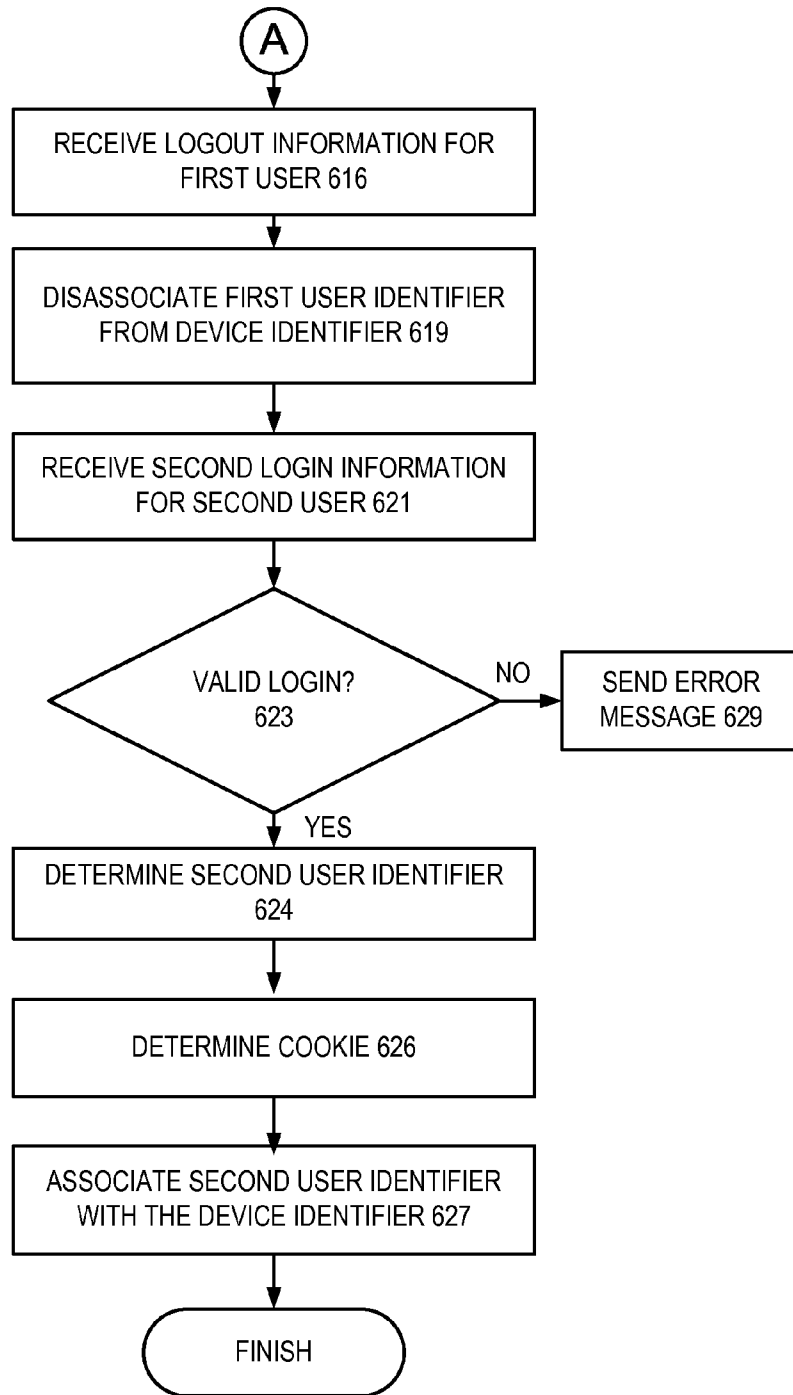 A
RECEIVE LOGOUT INFORMATION FOR
FIRST USER 616
DISASSOCIATE FIRST USER IDENTIFIER
FROM DEVICE IDENTIFIER 619
RECEIVE SECOND LOGIN INFORMATION
FOR SECOND USER 621
VALID LOGIN?
623
NO
SEND ERROR
MESSAGE 629
YES
DETERMINE SECOND USER IDENTIFIER
624
DETERMINE COOKIE 626
ASSOCIATE SECOND USER IDENTIFIER
WITH THE DEVICE IDENTIFIER 627
FINISH